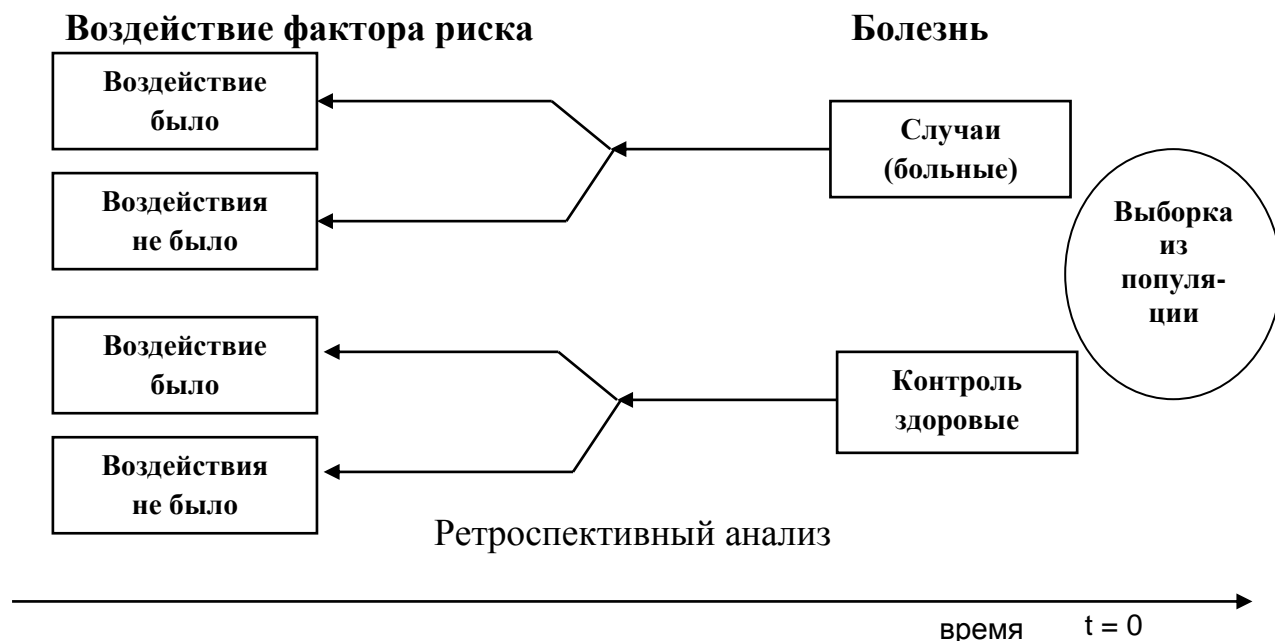 Воздействие фактора риска
Болезнь
Воздействие
было
Случаи
(больные)
Воздействия
не было
Выборка
из
популя-
ции
Воздействие
было
Контроль
здоровые
Воздействия
не было
Ретроспективный анализ
время
t = 0